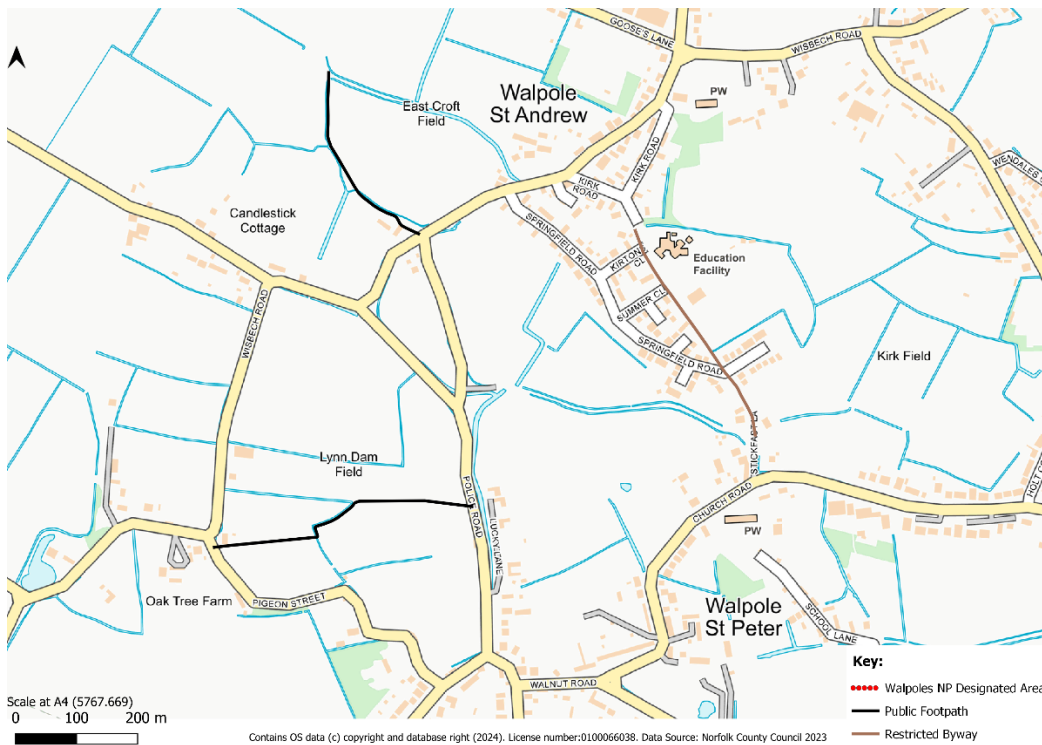 GOOSE'S LANE
WISBECH ROAD
PW
East Croft
Field
Walpole
St Andrew
KIRK ROAD
WENDALES
KIRK
ROAD
Candlestick
Cottage
SPRINGFIELD ROAD
KIRTON
CL
Education
Facility
SUMMER CL
WISBECH ROAD
SPRINGFIELD ROAD
Kirk Field
STICKFAST LA
Lynn Dam
Field
POLICE ROAD
CHURCH ROAD
HOLT
LUCKY LANE
PW
Oak Tree Farm
PIGEON STREET
Walpole
St Peter
SCHOOL LANE
WALNUT ROAD
Key:
Walpoles NP Designated Area
Public Footpath
Restricted Byway
Scale at A4 (5767.669)
0 100 200 m
Contains OS data (c) copyright and database right (2024). License number:0100066038. Data Source: Norfolk County Council 2023